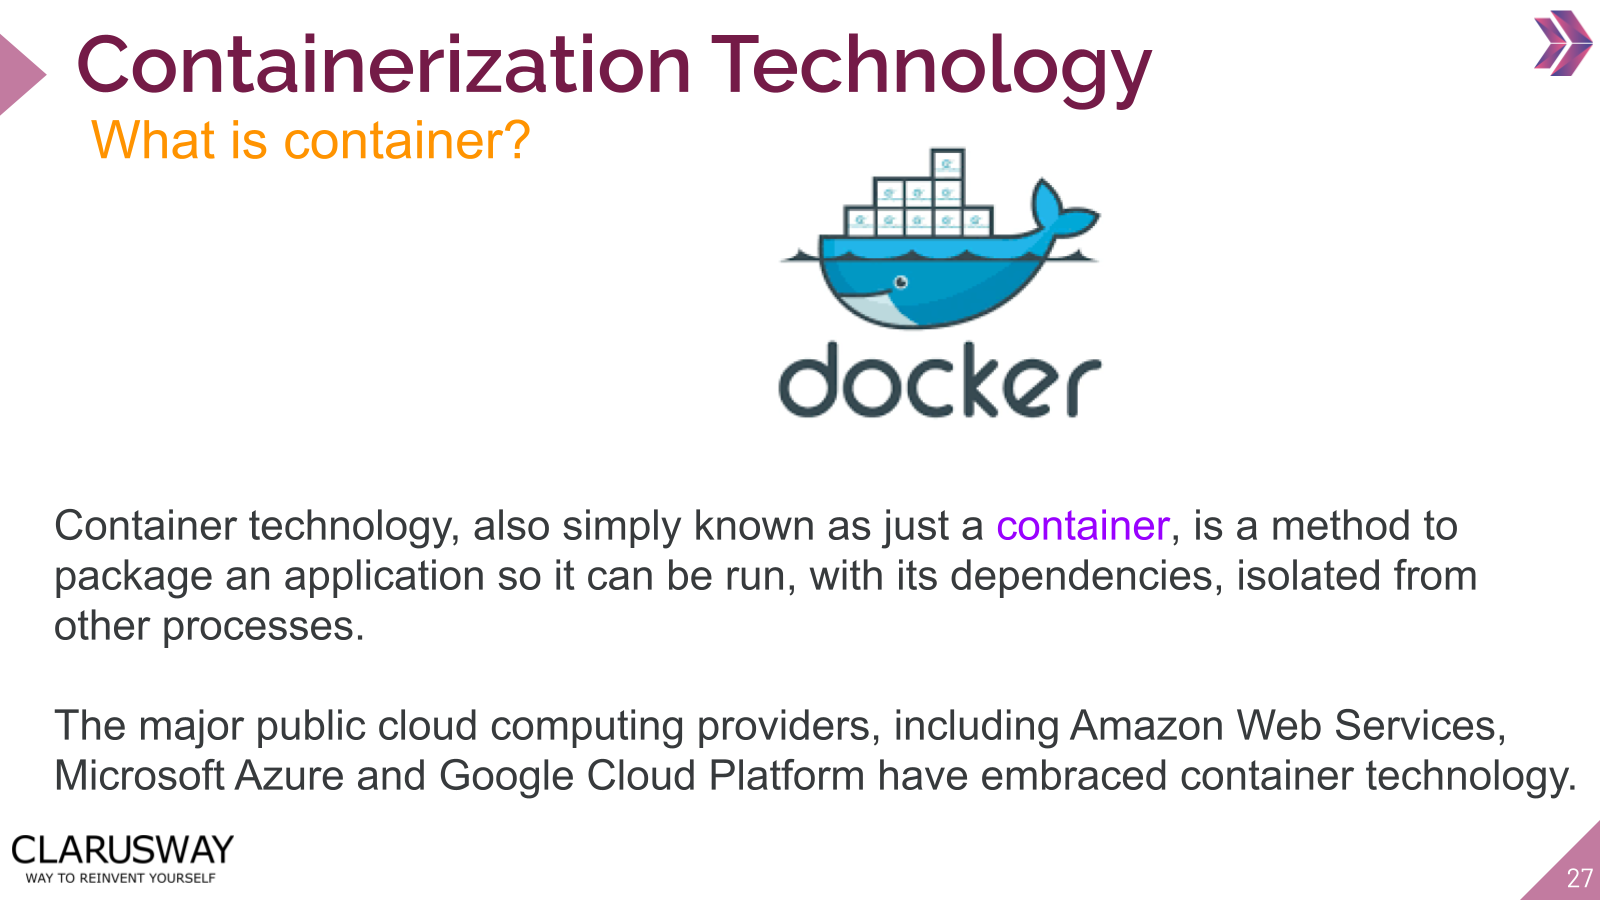 Containerization Technology
What is container?
docker
Container technology, also simply known as just a container, is a method to
package an application so it can be run, with its dependencies, isolated from
other processes.
The major public cloud computing providers, including Amazon Web Services,
Microsoft Azure and Google Cloud Platform have embraced container technology.
CLARUSWAY
WAY TO REINVENT YOURSELF
27